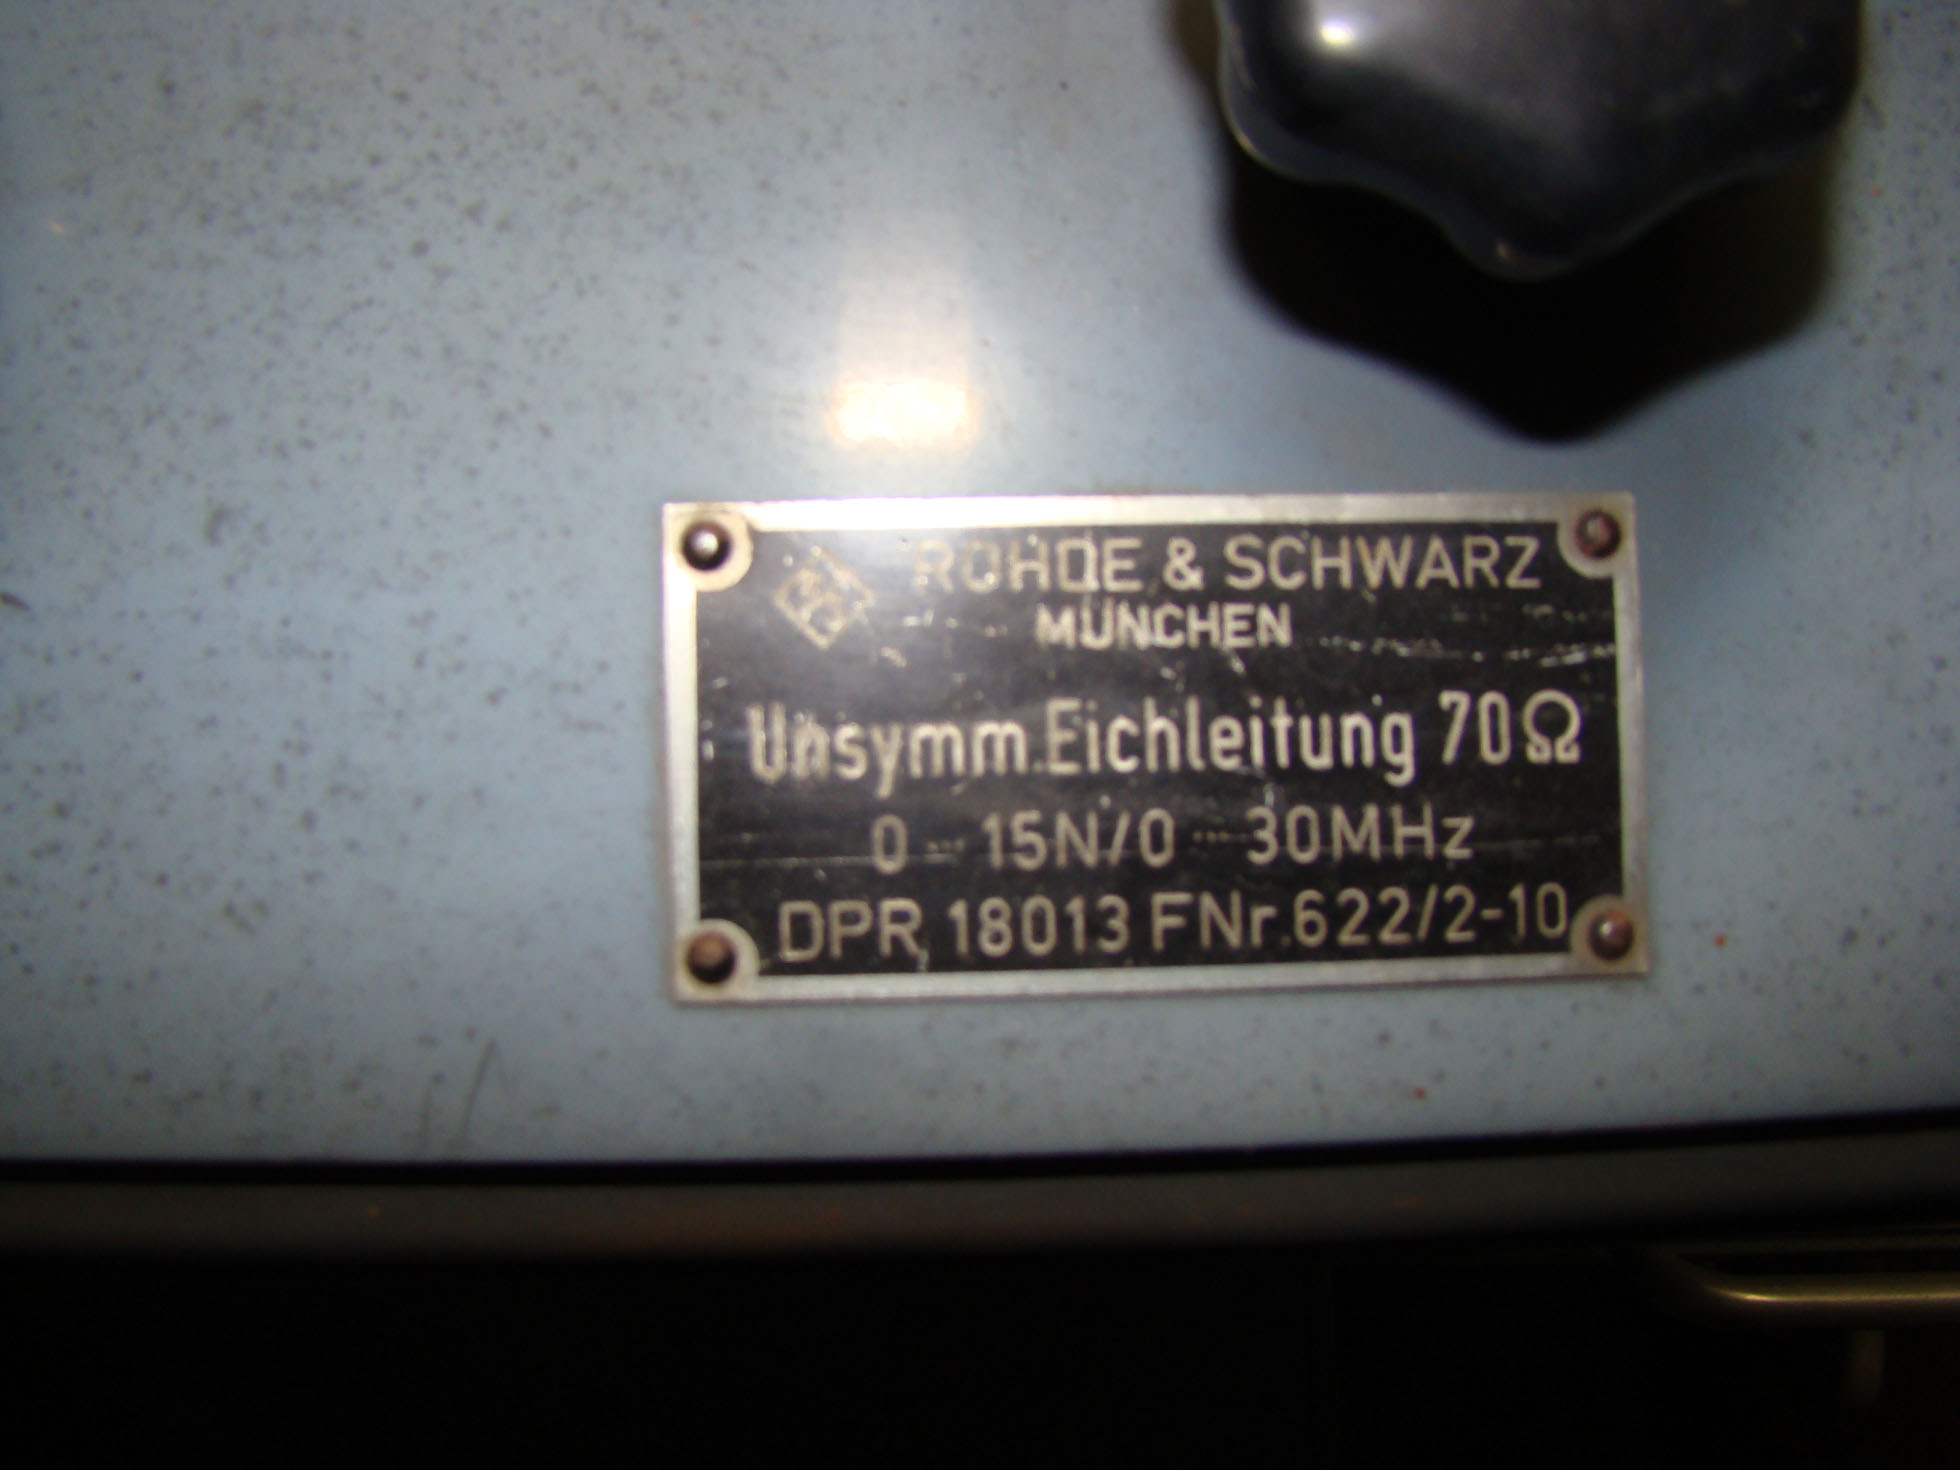 ROHDE & SCHWARZ
MÜNCHEN
Unsymm.Eichleitung 70Ω
0 ··· 15N/0 ··· 30MHz
DPR 18013 FNr.622/2-10